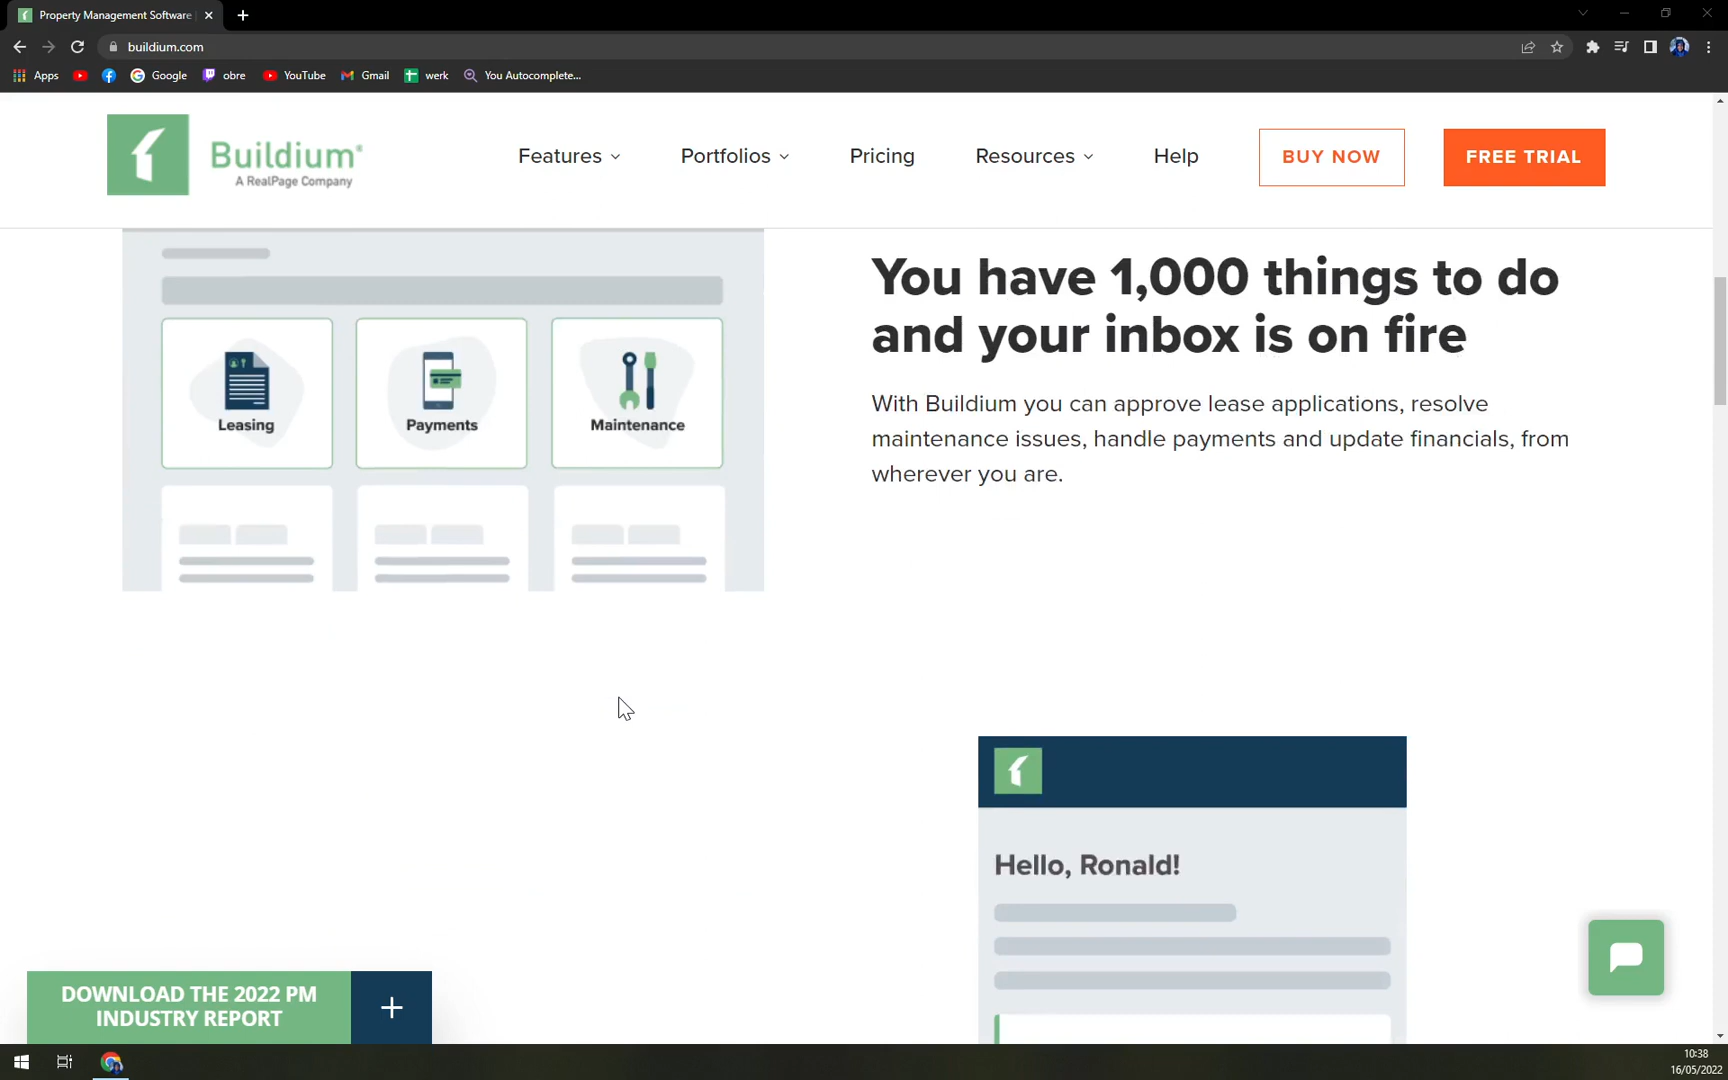 Property Management Software
buildium.com
Apps
Google
obre
YouTube
Gmail
werk
You Autocomplete...
Buildium®
A RealPage Company
Features
Portfolios
Pricing
Resources
Help
BUY NOW
FREE TRIAL
Leasing
Payments
Maintenance
You have 1,000 things to do
and your inbox is on fire
With Buildium you can approve lease applications, resolve
maintenance issues, handle payments and update financials, from
wherever you are.
Hello, Ronald!
DOWNLOAD THE 2022 PM
INDUSTRY REPORT
10:38
16/05/2022